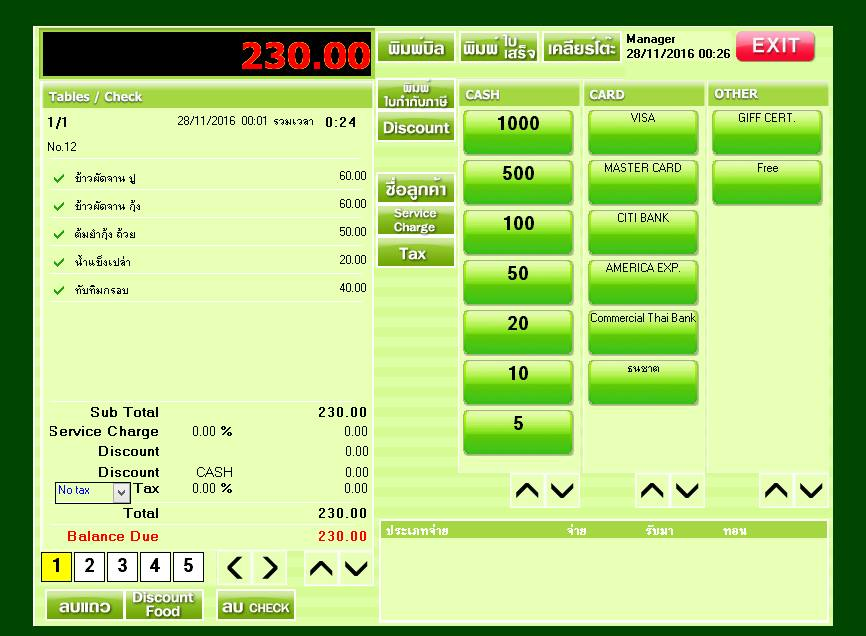 230.00
พิมพ์บิล
พิมพ์ ใบเสร็จ
เคลียร์โต๊ะ
Manager
28/11/2016 00:26
EXIT
Tables / Check
1/1 28/11/2016 00:01 รวมเวลา 0:24
No.12
ข้าวผัดจาน ปู 60.00
ข้าวผัดจาน กุ้ง 60.00
ต้มยำกุ้ง ถ้วย 50.00
น้ำแข็งเปล่า 20.00
ทับทิมกรอบ 40.00
Sub Total 230.00
Service Charge 0.00 % 0.00
Discount 0.00
Discount CASH 0.00
No tax Tax 0.00 % 0.00
Total 230.00
Balance Due 230.00
1 2 3 4 5
ลบแถว
Discount Food
ลบ CHECK
พิมพ์
ใบกำกับภาษี
Discount
ชื่อลูกค้า
Service
Charge
Tax
CASH
1000
500
100
50
20
10
5
CARD
VISA
MASTER CARD
CITI BANK
AMERICA EXP.
Commercial Thai Bank
ธนชาต
OTHER
GIFF CERT.
Free
ประเภทจ่าย จ่าย รับมา ทอน